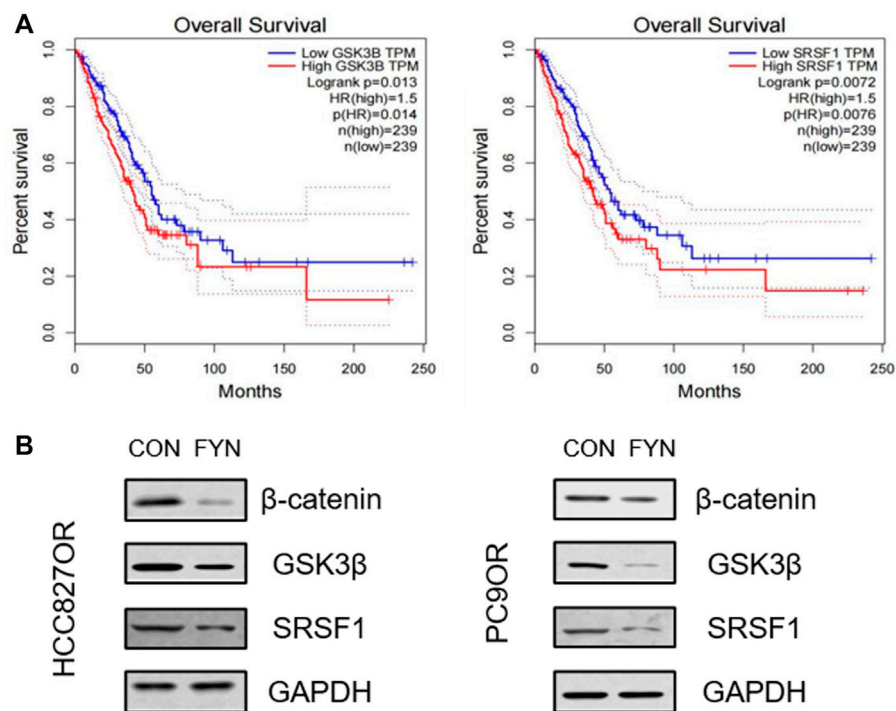 A
Overall Survival
Low GSK3B TPM
High GSK3B TPM
Logrank p=0.013
HR(high)=1.5
p(HR)=0.014
n(high)=239
n(low)=239
Percent survival
1.0
0.8
0.6
0.4
0.2
0.0
0 50 100 150 200 250
Months
Overall Survival
Low SRSF1 TPM
High SRSF1 TPM
Logrank p=0.0072
HR(high)=1.5
p(HR)=0.0076
n(high)=239
n(low)=239
Percent survival
1.0
0.8
0.6
0.4
0.2
0.0
0 50 100 150 200 250
Months
B
CON FYN
HCC827OR
β-catenin
GSK3β
SRSF1
GAPDH
CON FYN
PC9OR
β-catenin
GSK3β
SRSF1
GAPDH